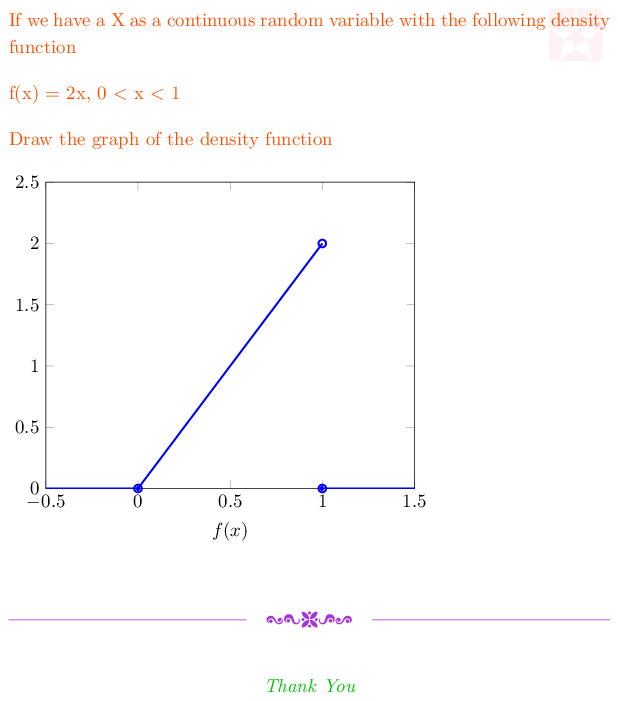 If we have a X as a continuous random variable with the following density
function
f(x) = 2x, 0 < x < 1
Draw the graph of the density function
2.5
2
1.5
1
0.5
0
−0.5 0 0.5 1 1.5
f(x)
Thank You